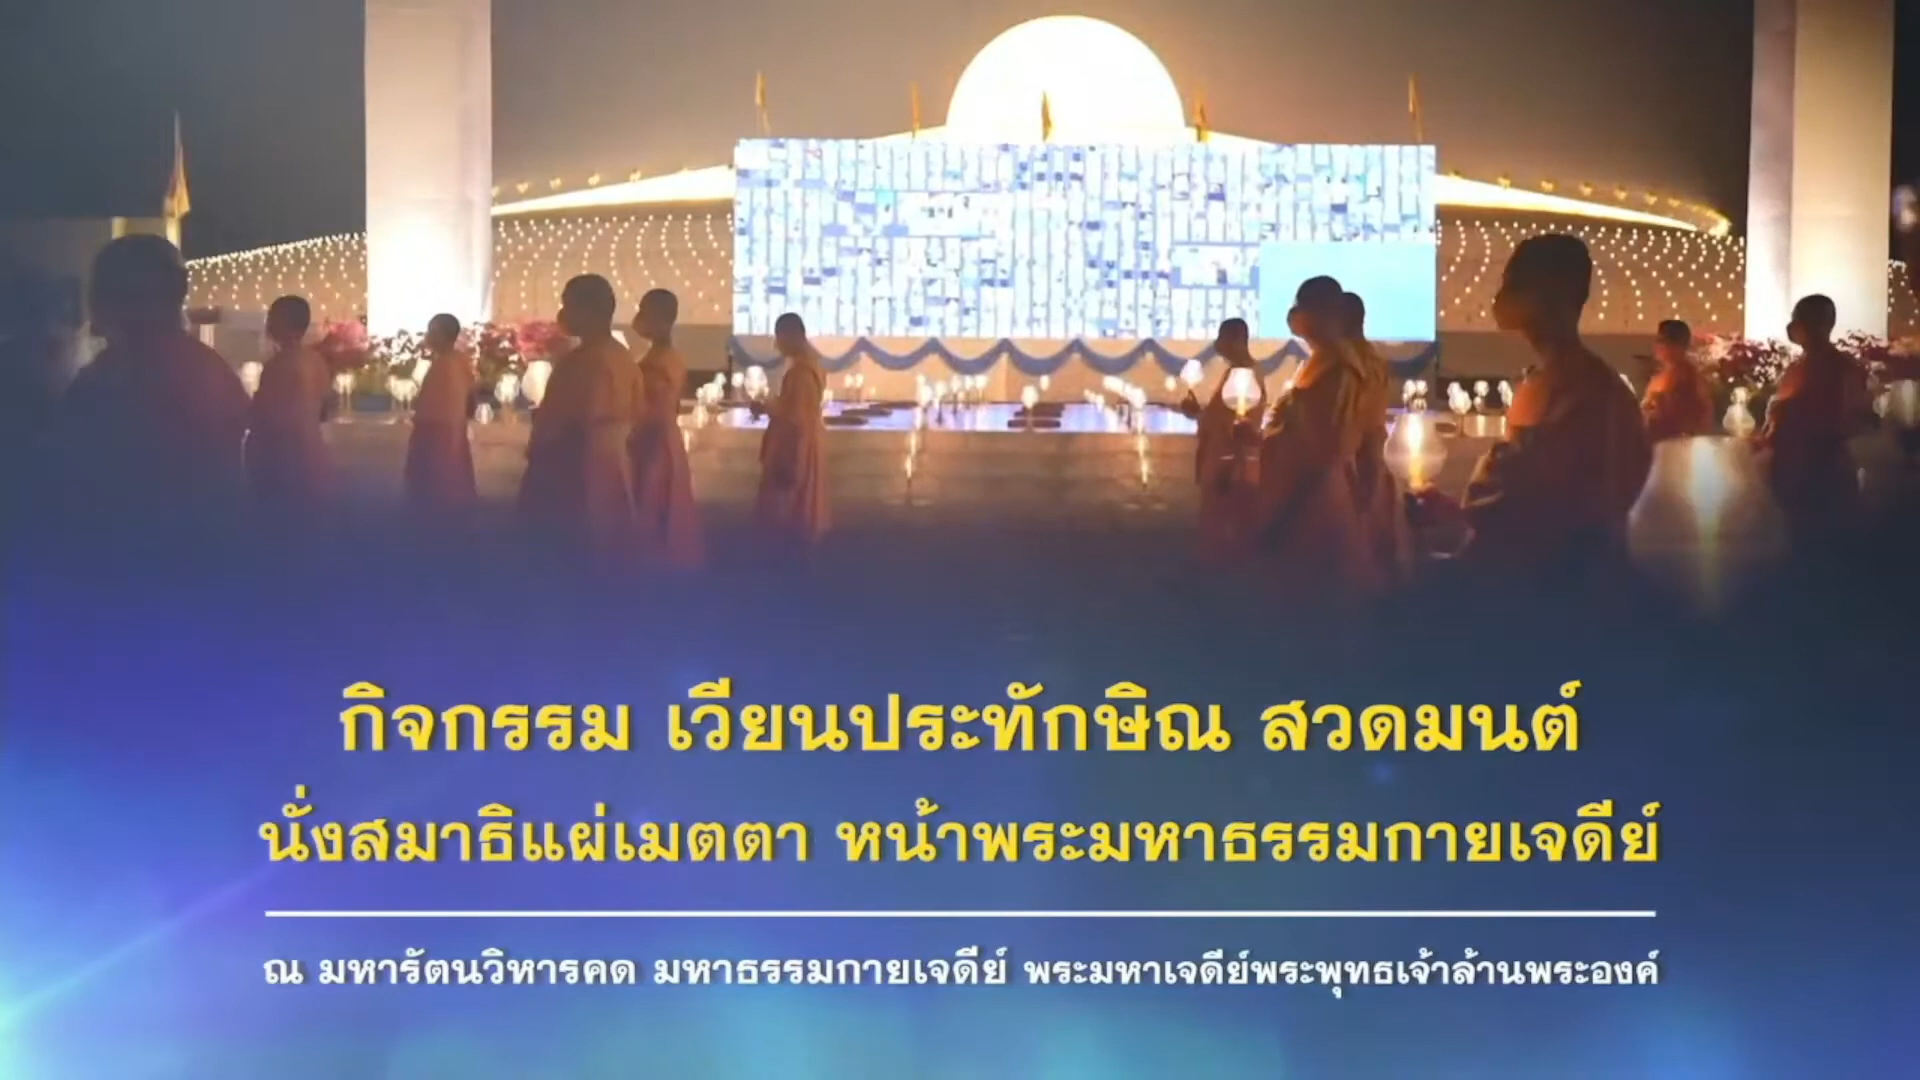 กิจกรรม เวียนประทักษิณ สวดมนต์
นั่งสมาธิแผ่เมตตา หน้าพระมหาธรรมกายเจดีย์
ณ มหารัตนวิหารคด มหาธรรมกายเจดีย์ พระมหาเจดีย์พระพุทธเจ้าล้านพระองค์